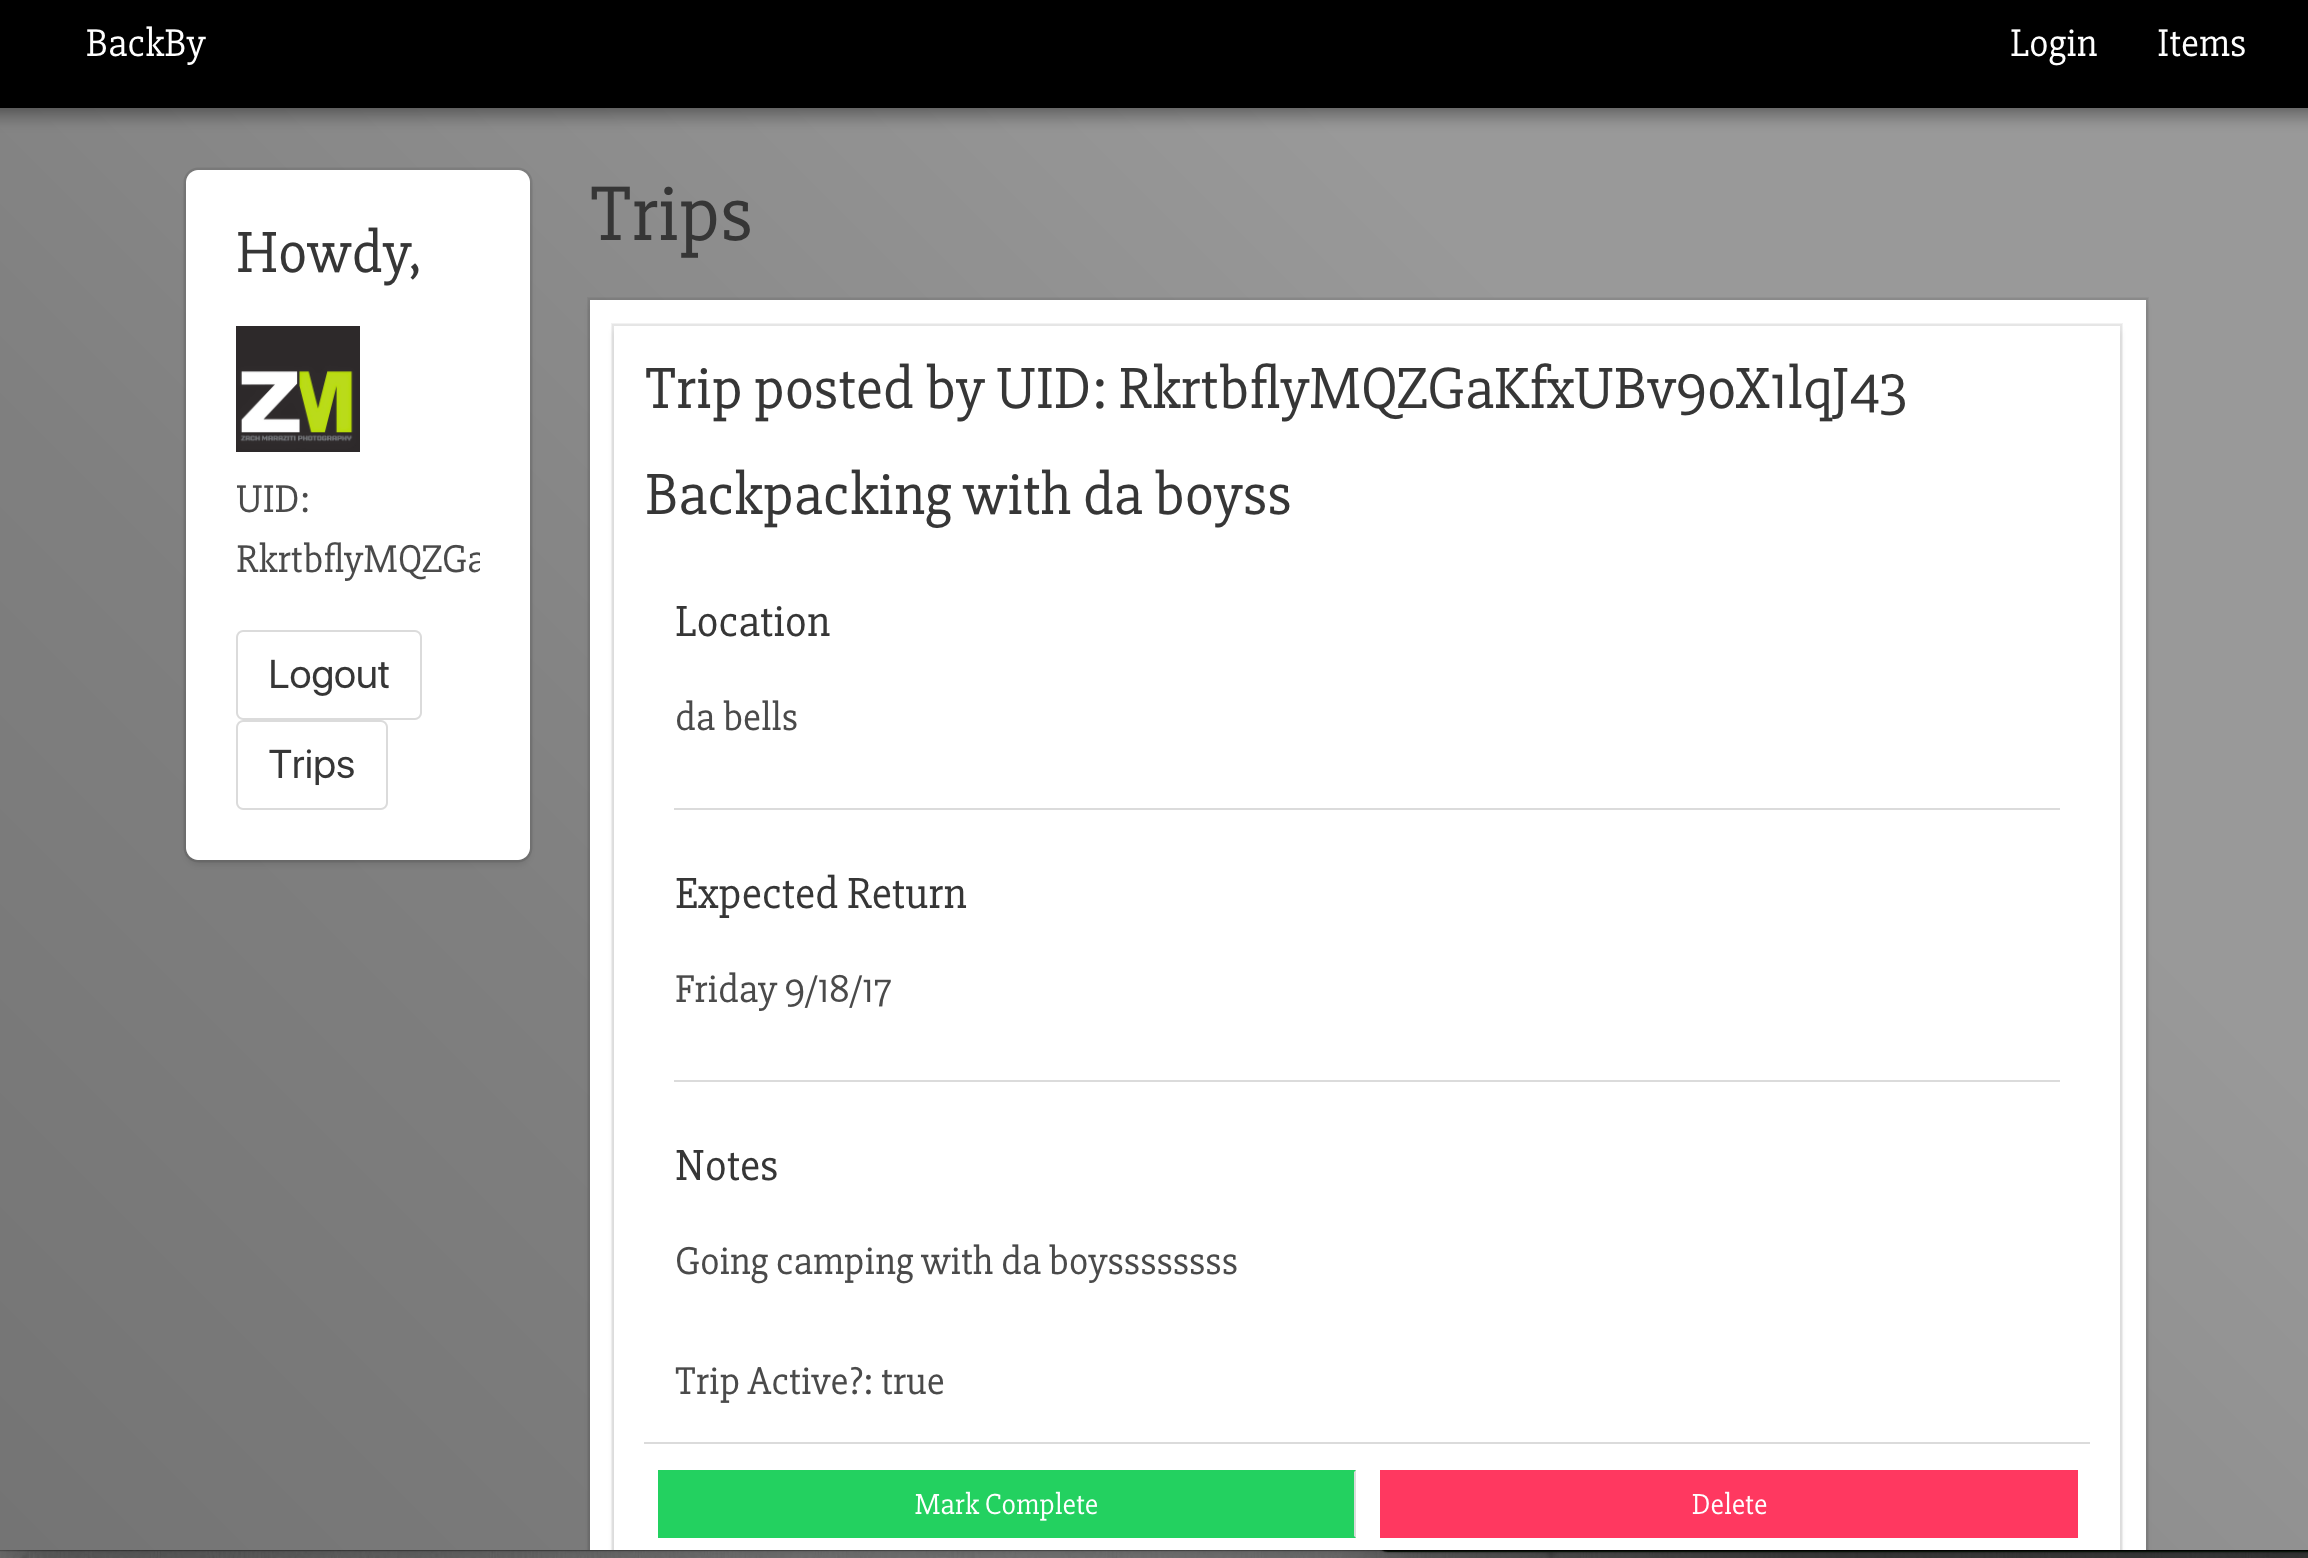 BackBy
Login Items
Howdy,
ZM
ZACH MARAZITI PHOTOGRAPHY
UID:
RkrtbflyMQZGa
Logout
Trips
Trips
Trip posted by UID: RkrtbflyMQZGaKfxUBv9oX1lqJ43
Backpacking with da boyss
Location
da bells
Expected Return
Friday 9/18/17
Notes
Going camping with da boyssssssss
Trip Active?: true
Mark Complete
Delete